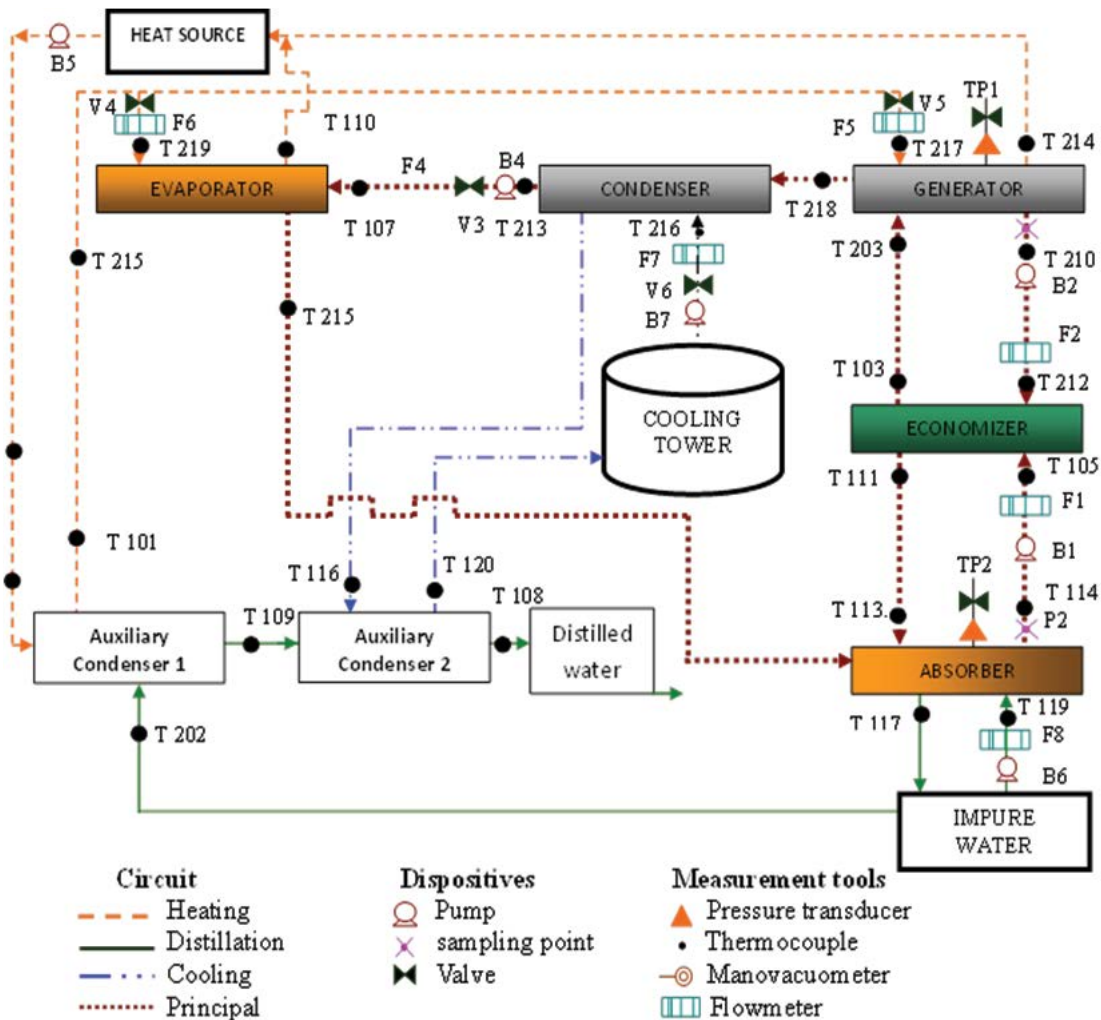 HEAT SOURCE
B5
V4
F6
T 110
T 219
F5
V5
TP1
T 217
T 214
EVAPORATOR
F4
B4
CONDENSER
GENERATOR
T 107
V3
T 213
T 216
T 218
T 203
T 210
F7
V6
B7
B2
T 215
T 215
F2
T 103
T 212
COOLING
TOWER
ECONOMIZER
T 111
T 105
F1
B1
T 101
T 116
T 120
TP2
T 114
T 109
T 108
T 113.
P2
Auxiliary
Condenser 1
Auxiliary
Condenser 2
Distilled
water
ABSORBER
T 202
T 117
T 119
F8
B6
IMPURE
WATER
Circuit
Heating
Distillation
Cooling
Principal
Dispositives
Pump
sampling point
Valve
Measurement tools
Pressure transducer
Thermocouple
Manovacuometer
Flowmeter